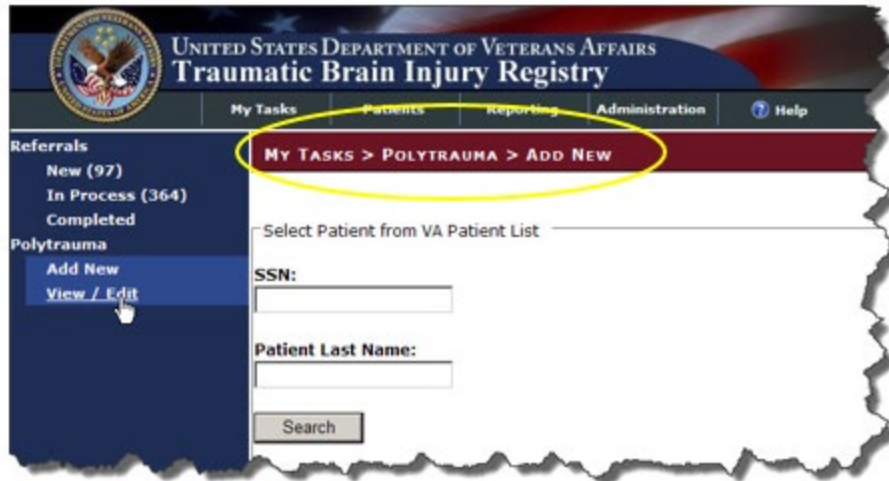 UNITED STATES DEPARTMENT OF VETERANS AFFAIRS
Traumatic Brain Injury Registry
My Tasks Patients Reporting Administration ? Help
Referrals
New (97)
In Process (364)
Completed
Polytrauma
Add New
View / Edit
MY TASKS > POLYTRAUMA > ADD NEW
Select Patient from VA Patient List
SSN:
Patient Last Name:
Search